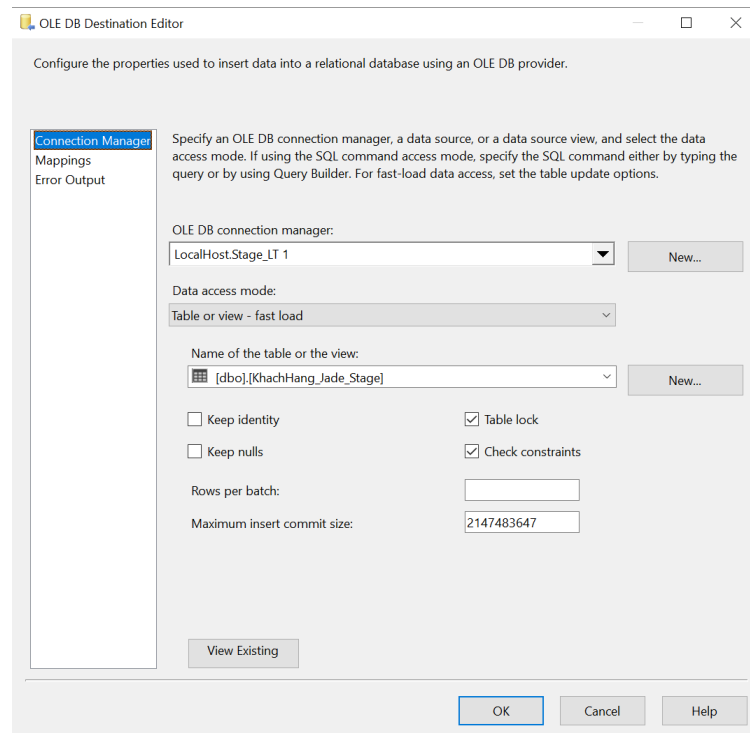 OLE DB Destination Editor
Configure the properties used to insert data into a relational database using an OLE DB provider.
Connection Manager
Mappings
Error Output
Specify an OLE DB connection manager, a data source, or a data source view, and select the data
access mode. If using the SQL command access mode, specify the SQL command either by typing the
query or by using Query Builder. For fast-load data access, set the table update options.
OLE DB connection manager:
LocalHost.Stage_LT 1
New...
Data access mode:
Table or view - fast load
Name of the table or the view:
[dbo].[KhachHang_Jade_Stage]
New...
Keep identity
Table lock
Keep nulls
Check constraints
Rows per batch:
Maximum insert commit size:
2147483647
View Existing
OK
Cancel
Help